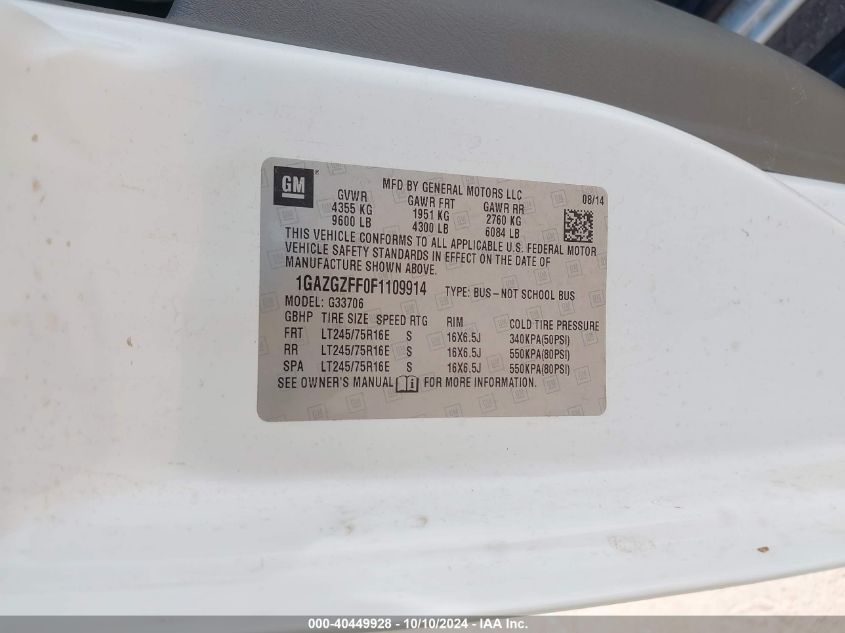 GM
MFD BY GENERAL MOTORS LLC
08/14
GVWR GAWR FRT GAWR RR
4355 KG 1951 KG 2760 KG
9600 LB 4300 LB 6084 LB
THIS VEHICLE CONFORMS TO ALL APPLICABLE U.S. FEDERAL MOTOR
VEHICLE SAFETY STANDARDS IN EFFECT ON THE DATE OF
MANUFACTURE SHOWN ABOVE.
1GAZGZFF0F1109914 TYPE: BUS-NOT SCHOOL BUS
MODEL: G33706
GBHP TIRE SIZE SPEED RTG RIM COLD TIRE PRESSURE
FRT LT245/75R16E S 16X6.5J 340KPA(50PSI)
RR LT245/75R16E S 16X6.5J 550KPA(80PSI)
SPA LT245/75R16E S 16X6.5J 550KPA(80PSI)
SEE OWNER'S MANUAL FOR MORE INFORMATION.
000-40449928 - 10/10/2024 - IAA Inc.